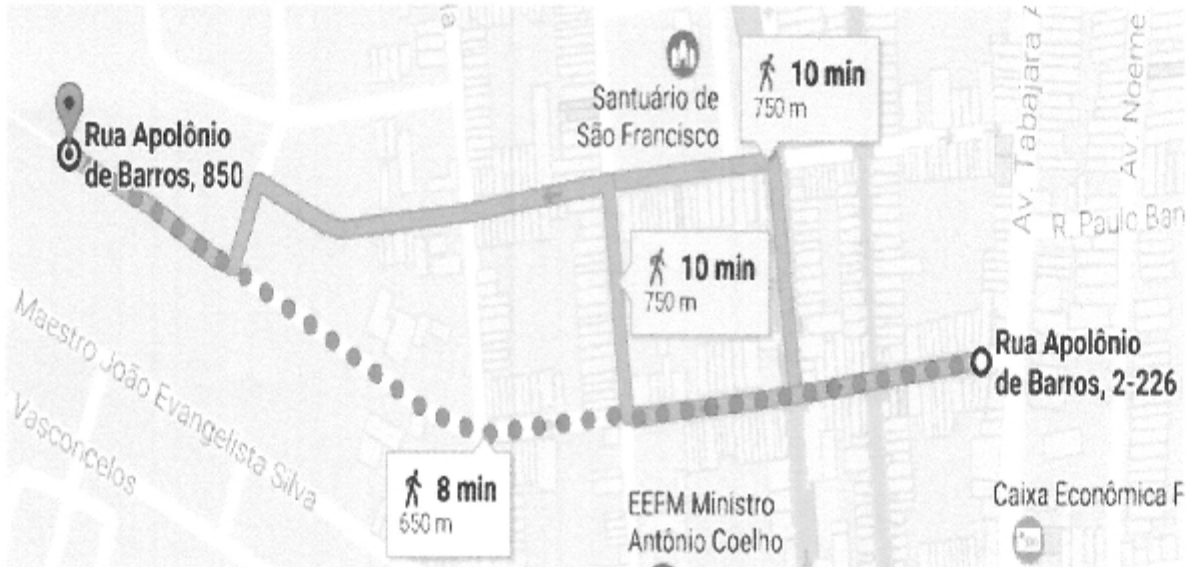 10 min
750 m
Santuário de
São Francisco
Rua Apolônio
de Barros, 850
Av. Tabajara A
Av. Noeme
R. Paulo Ban
10 min
750 m
Maestro João Evangelista Silva
Vasconcelos
Rua Apolônio
de Barros, 2-226
8 min
650 m
EEFM Ministro
Antônio Coelho
Caixa Econômica F